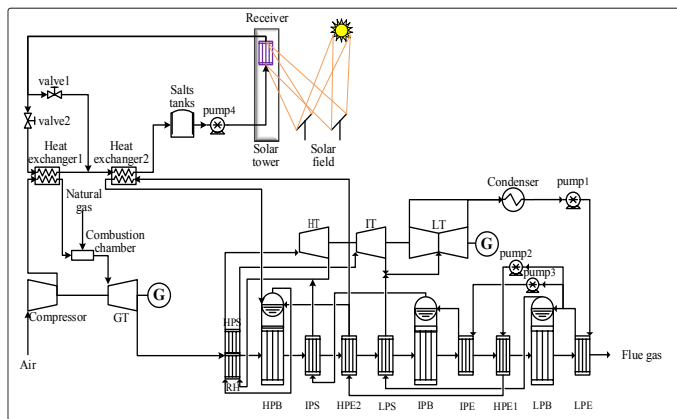 Receiver
valve1
Salts
tanks
pump4
valve2
Heat
exchanger1
Heat
exchanger2
Solar
tower
Solar
field
Natural
gas
Condenser
pump1
HT
IT
LT
G
Combustion
chamber
pump2
pump3
Compressor
GT
G
HPS
Air
RH
Flue gas
HPB
IPS
HPE2
LPS
IPB
IPE
HPE1
LPB
LPE